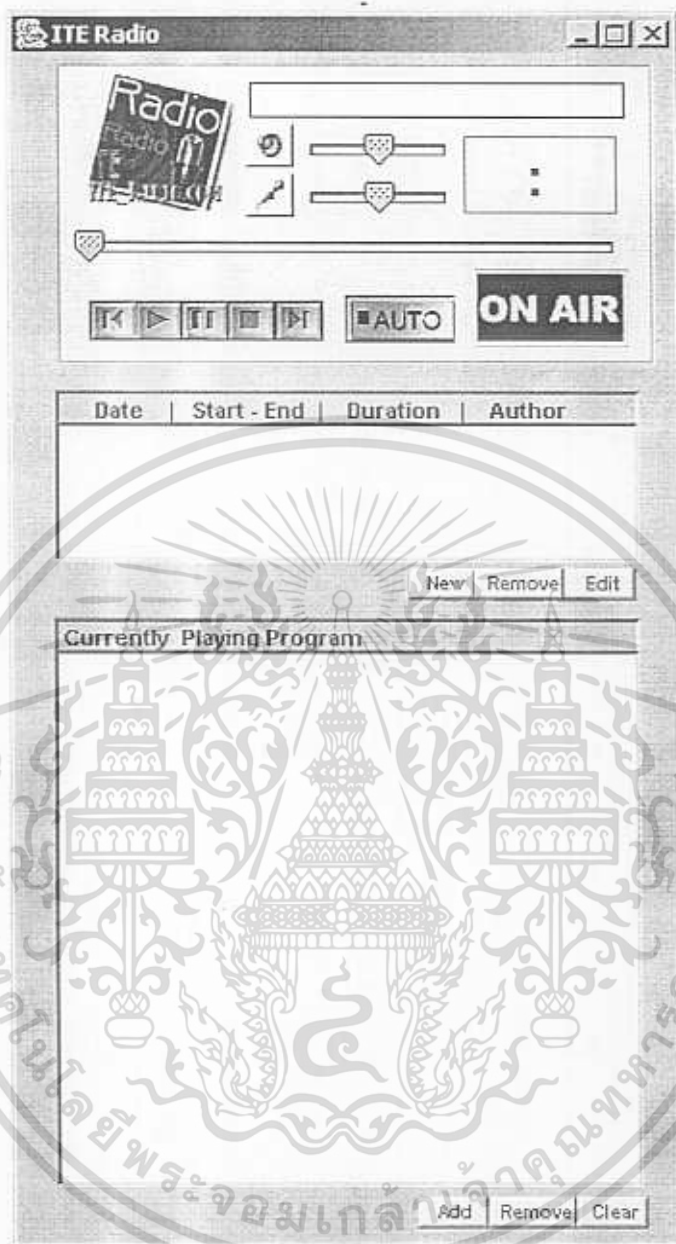 ITE Radio
Radio
Radio
:
AUTO
ON AIR
Date | Start - End | Duration | Author
New Remove Edit
Currently Playing Program
Add Remove Clear